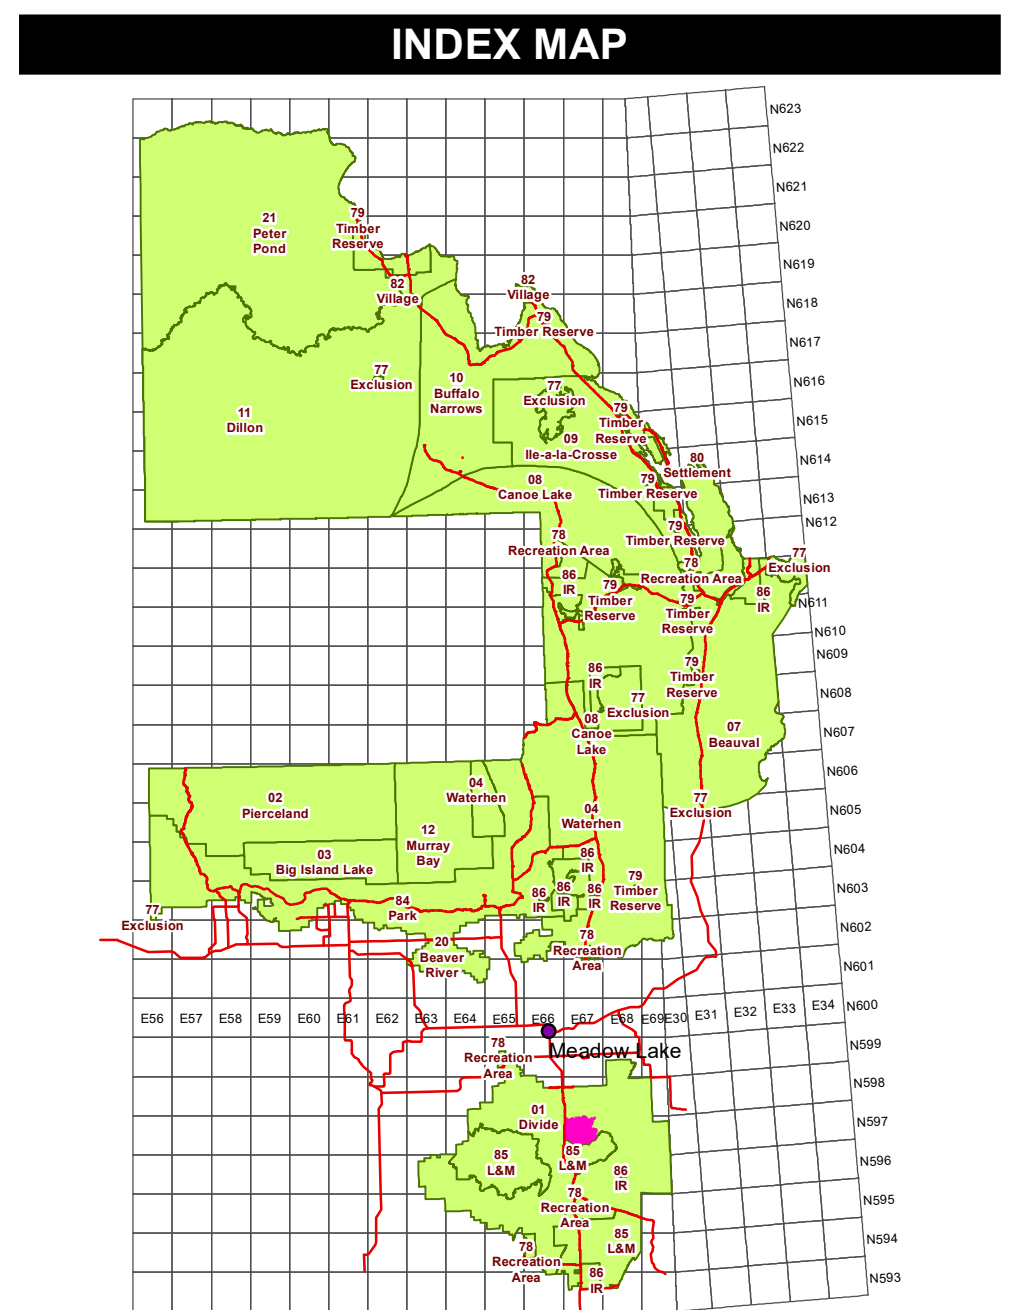 INDEX MAP
N623
N622
N621
N620
N619
N618
N617
N616
N615
N614
N613
N612
N611
N610
N609
N608
N607
N606
N605
N604
N603
N602
N601
N600
N599
N598
N597
N596
N595
N594
N593
21
Peter
Pond
79
Timber
Reserve
82
Village
82
Village
79
Timber Reserve
77
Exclusion
10
Buffalo
Narrows
77
Exclusion
11
Dillon
79
Timber
Reserve
09
Ile-a-la-Crosse
80
Settlement
08
Canoe Lake
79
Timber Reserve
79
Timber Reserve
78
Recreation Area
77
Exclusion
78
Recreation Area
86
IR
79
Timber
Reserve
79
Timber
Reserve
86
IR
86
IR
79
Timber
Reserve
77
Exclusion
08
Canoe
Lake
07
Beauval
02
Pierceland
04
Waterhen
04
Waterhen
77
Exclusion
12
Murray
Bay
03
Big Island Lake
86
IR
86
IR
86
IR
86
IR
79
Timber
Reserve
84
Park
77
Exclusion
20
Beaver
River
78
Recreation
Area
E56
E57
E58
E59
E60
E61
E62
E63
E64
E65
E66
E67
E68
E69
E30
E31
E32
E33
E34
Meadow Lake
78
Recreation
Area
01
Divide
85
L&M
85
L&M
86
IR
78
Recreation
Area
85
L&M
78
Recreation
Area
86
IR